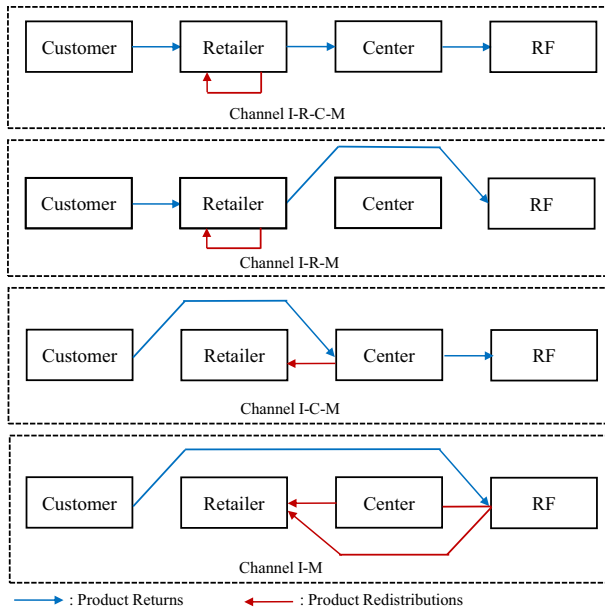 Customer Retailer Center RF
Channel I-R-C-M
Customer Retailer Center RF
Channel I-R-M
Customer Retailer Center RF
Channel I-C-M
Customer Retailer Center RF
Channel I-M
: Product Returns : Product Redistributions